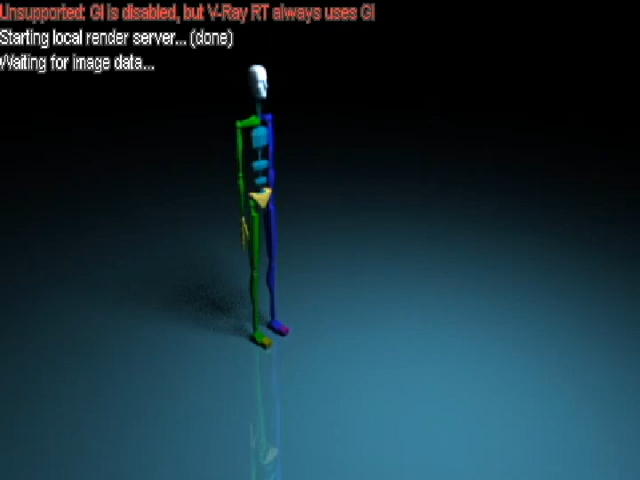 Unsupported: GI is disabled, but V-Ray RT always uses GI
Starting local render server... (done)
Waiting for image data...